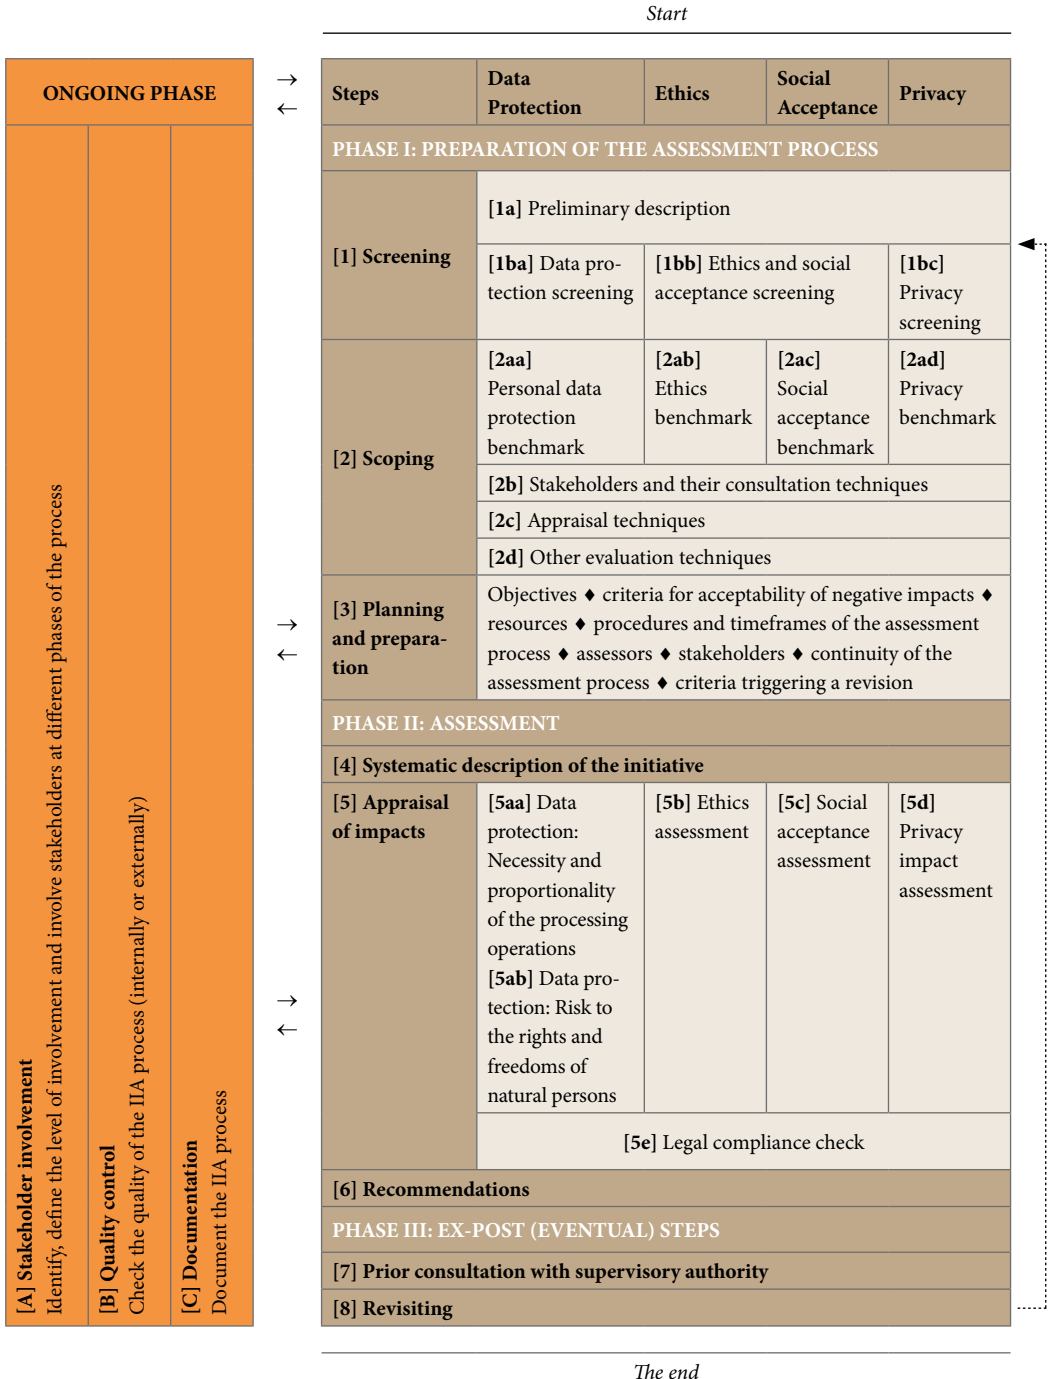 Start
ONGOING PHASE
[A] Stakeholder involvement
Identify, define the level of involvement and involve stakeholders at different phases of the process
[B] Quality control
Check the quality of the IIA process (internally or externally)
[C] Documentation
Document the IIA process
→
←
→
←
→
←
Steps
Data
Protection
Ethics
Social
Acceptance
Privacy
PHASE I: PREPARATION OF THE ASSESSMENT PROCESS
[1] Screening
[1a] Preliminary description
[1ba] Data pro-
tection screening
[1bb] Ethics and social
acceptance screening
[1bc]
Privacy
screening
[2] Scoping
[2aa]
Personal data
protection
benchmark
[2ab]
Ethics
benchmark
[2ac]
Social
acceptance
benchmark
[2ad]
Privacy
benchmark
[2b] Stakeholders and their consultation techniques
[2c] Appraisal techniques
[2d] Other evaluation techniques
[3] Planning
and prepara-
tion
Objectives ♦ criteria for acceptability of negative impacts ♦
resources ♦ procedures and timeframes of the assessment
process ♦ assessors ♦ stakeholders ♦ continuity of the
assessment process ♦ criteria triggering a revision
PHASE II: ASSESSMENT
[4] Systematic description of the initiative
[5] Appraisal
of impacts
[5aa] Data
protection:
Necessity and
proportionality
of the processing
operations
[5ab] Data pro-
tection: Risk to
the rights and
freedoms of
natural persons
[5b] Ethics
assessment
[5c] Social
acceptance
assessment
[5d]
Privacy
impact
assessment
[5e] Legal compliance check
[6] Recommendations
PHASE III: EX-POST (EVENTUAL) STEPS
[7] Prior consultation with supervisory authority
[8] Revisiting
The end